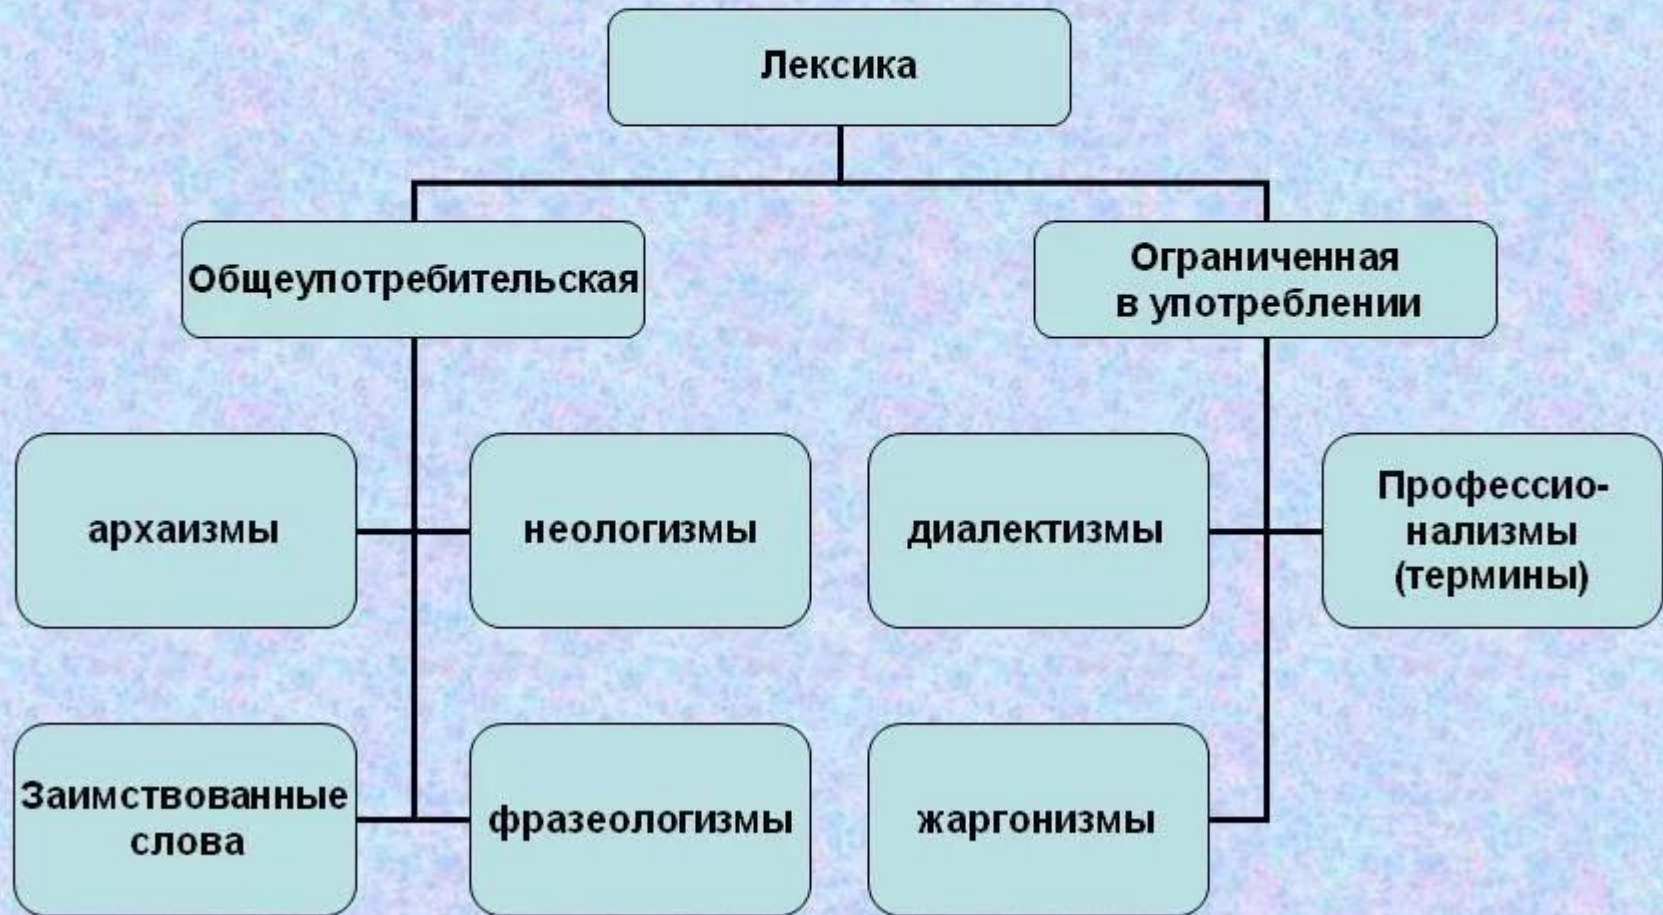 Лексика
Общеупотребительская
Ограниченная
в употреблении
архаизмы
неологизмы
диалектизмы
Профессио-
нализмы
(термины)
Заимствованные
слова
фразеологизмы
жаргонизмы